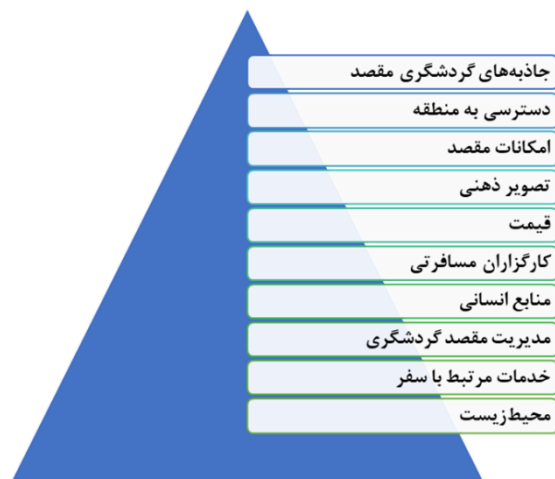 جاذبه‌های گردشگری مقصد
دسترسی به منطقه
امکانات مقصد
تصویر ذهنی
قیمت
کارگزاران مسافرتی
منابع انسانی
مدیریت مقصد گردشگری
خدمات مرتبط با سفر
محیط‌زیست